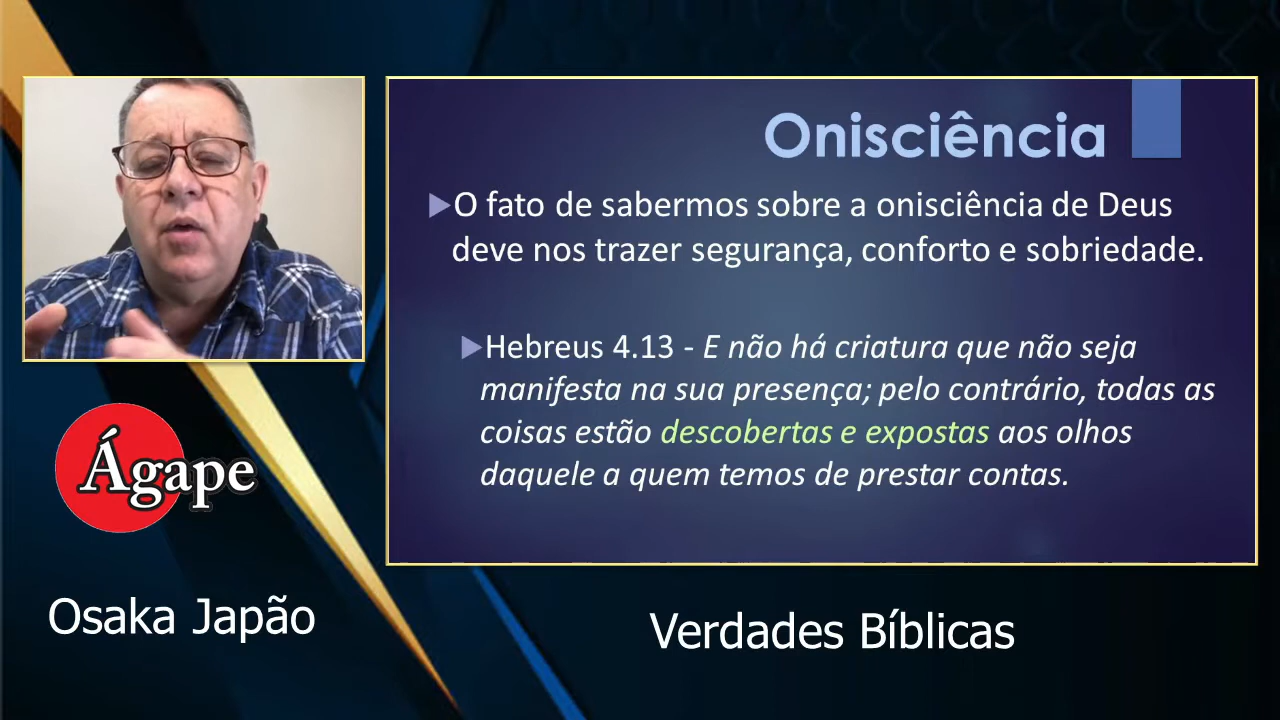 Onisciência
O fato de sabermos sobre a onisciência de Deus
deve nos trazer segurança, conforto e sobriedade.
Hebreus 4.13 - E não há criatura que não seja
manifesta na sua presença; pelo contrário, todas as
coisas estão descobertas e expostas aos olhos
daquele a quem temos de prestar contas.
Ágape
Osaka Japão
Verdades Bíblicas